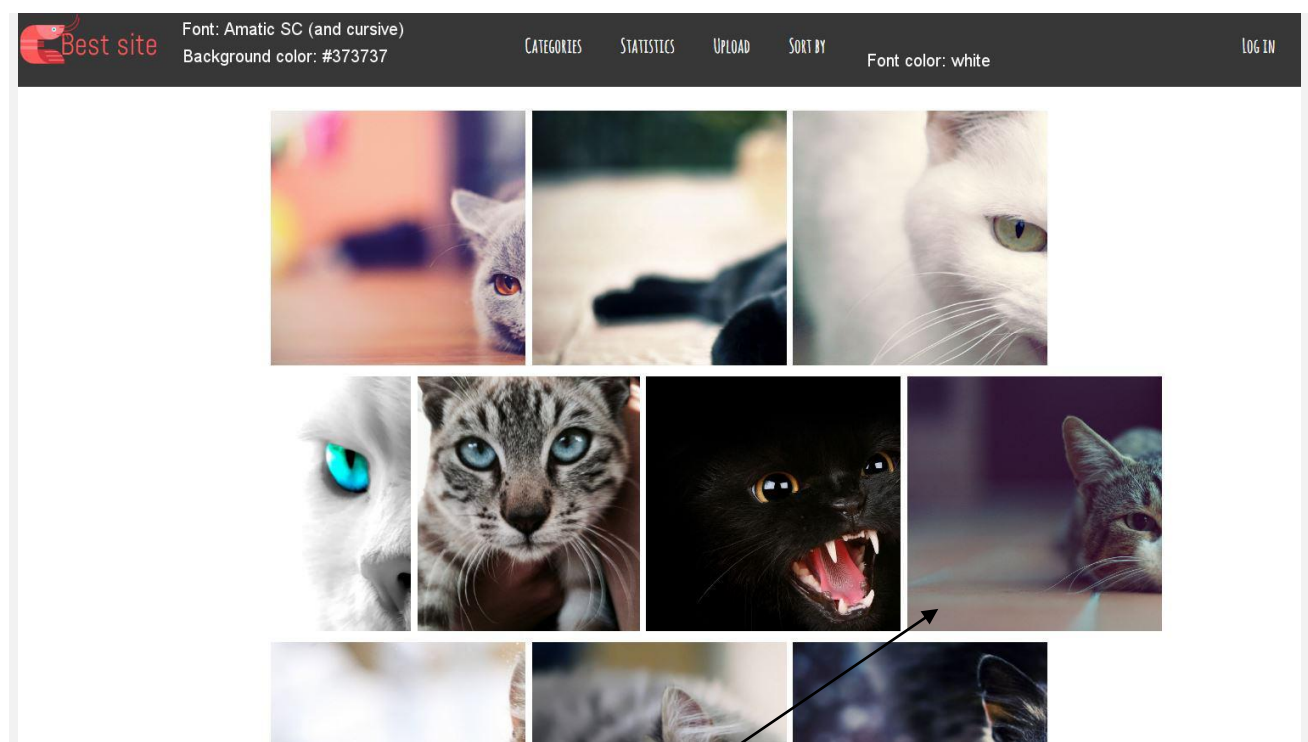 Best site
Font: Amatic SC (and cursive)
Background color: #373737
Categories Statistics Upload Sort by
Font color: white
Log in